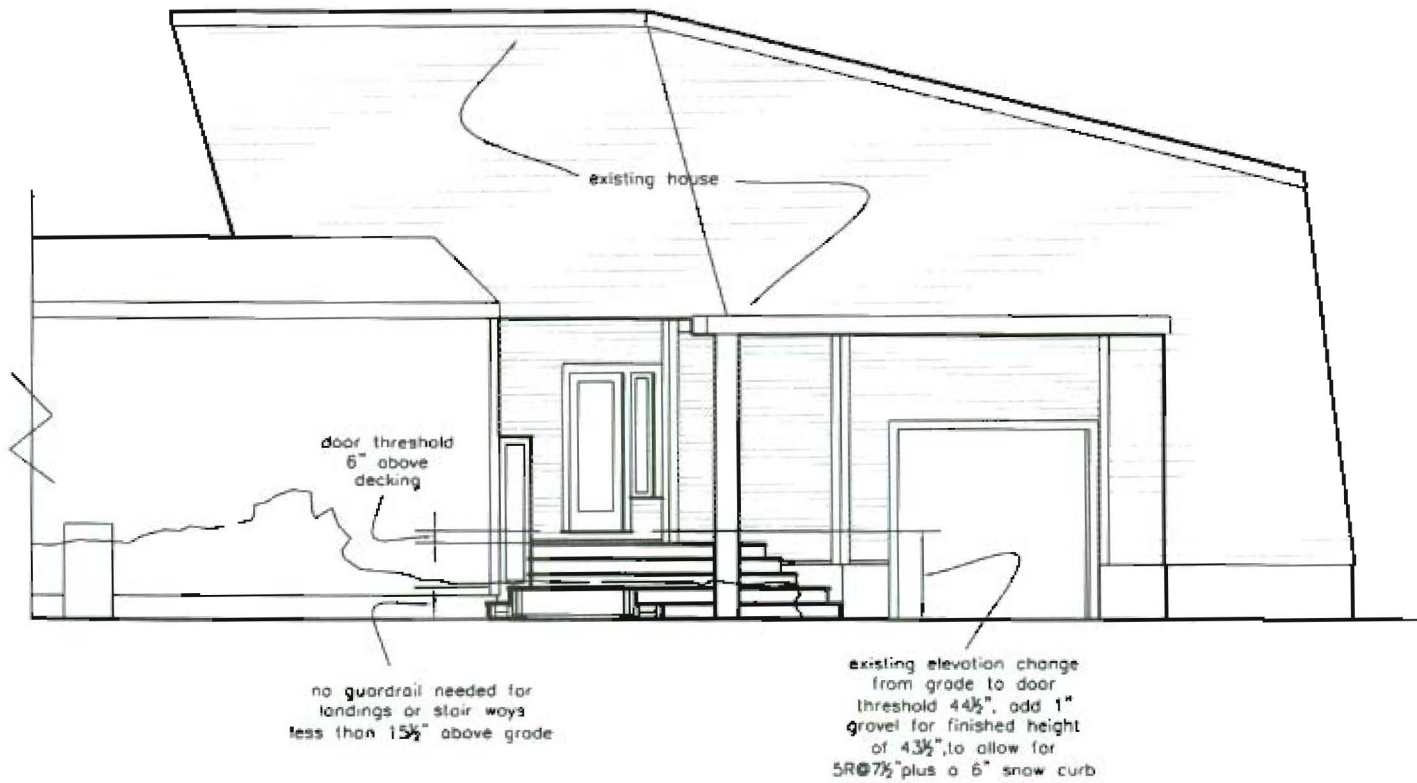 existing house
door threshold
6" above
decking
no guardrail needed for
landings or stair ways
less than 15½" above grade
existing elevation change
from grade to door
threshold 44½", add 1"
gravel for finished height
of 43½",to allow for
5R@7½"plus a 6" snow curb